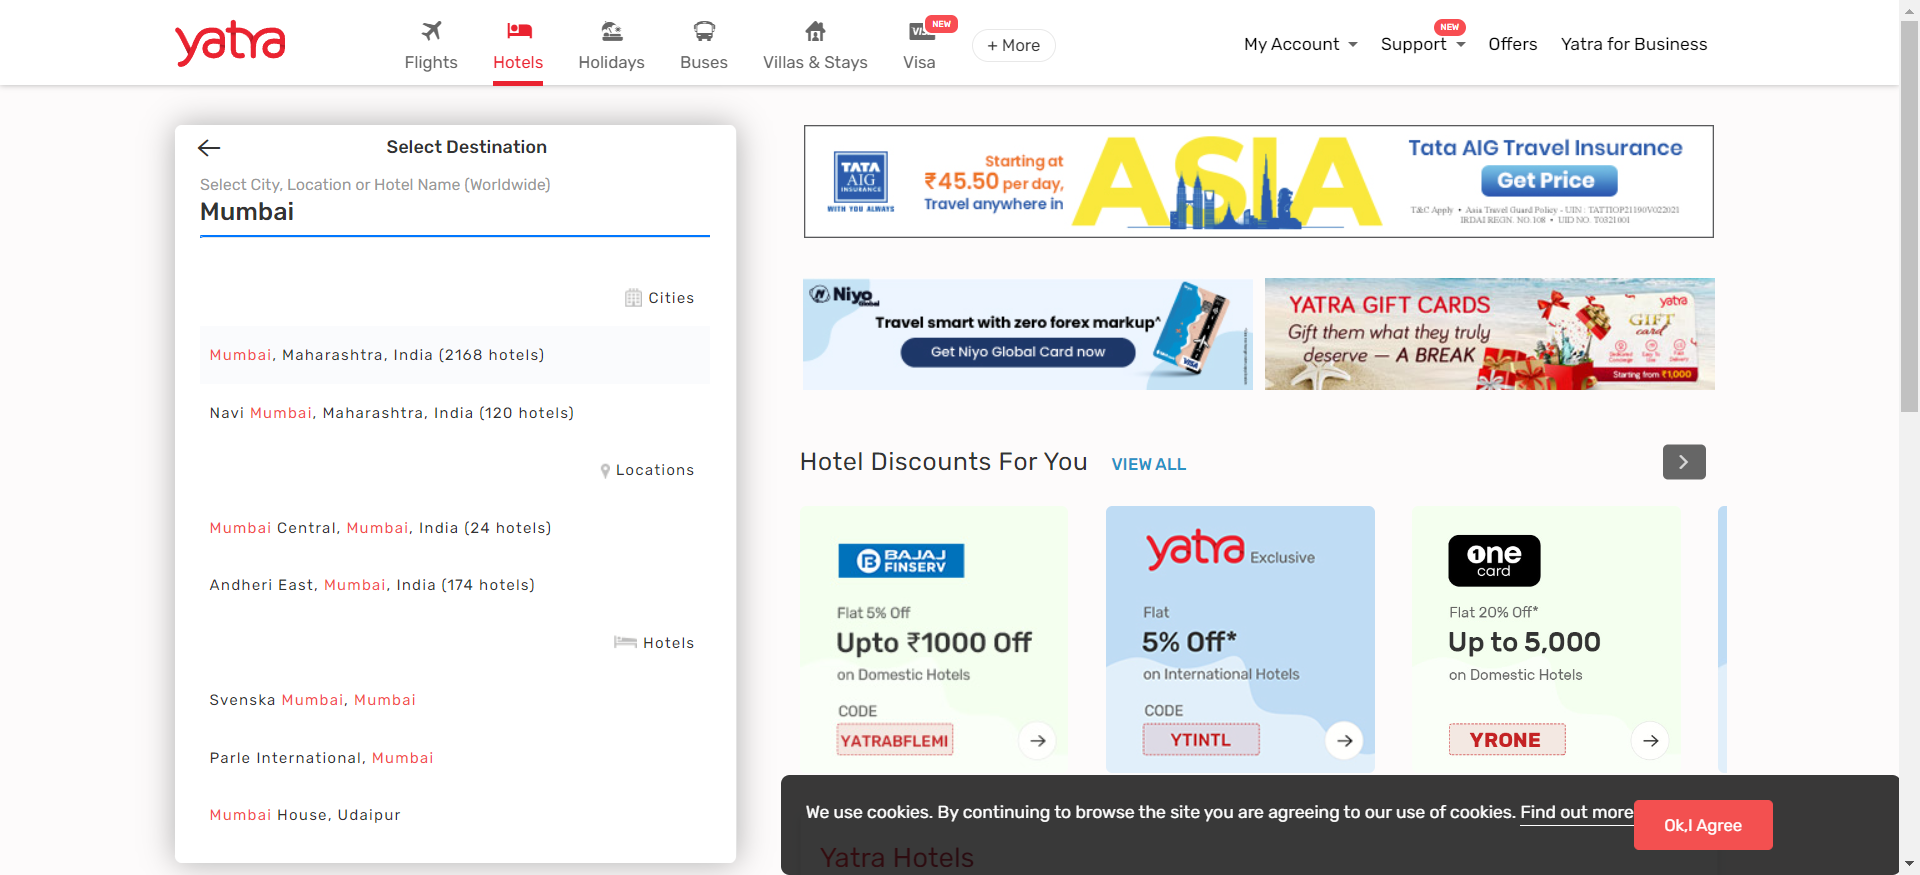 yatra
Flights
Hotels
Holidays
Buses
Villas & Stays
VISA
NEW
Visa
+ More
My Account
Support
NEW
Offers
Yatra for Business
Select Destination
Select City, Location or Hotel Name (Worldwide)
Mumbai
Cities
Mumbai, Maharashtra, India (2168 hotels)
Navi Mumbai, Maharashtra, India (120 hotels)
Locations
Mumbai Central, Mumbai, India (24 hotels)
Andheri East, Mumbai, India (174 hotels)
Hotels
Svenska Mumbai, Mumbai
Parle International, Mumbai
Mumbai House, Udaipur
TATA
AIG
INSURANCE
WITH YOU ALWAYS
Starting at
₹45.50 per day,
Travel anywhere in
ASIA
Tata AIG Travel Insurance
Get Price
T&C Apply • Asia Travel Guard Policy - UIN : TATTIOP21190V022021
IRDAI REGN. NO.108 • UID NO. T0321001
Niyo
Global
Travel smart with zero forex markup^
Get Niyo Global Card now
VISA
YATRA GIFT CARDS
Gift them what they truly
deserve — A BREAK
yatra
GIFT
card
Starting from ₹1,000
Hotel Discounts For You
VIEW ALL
BAJAJ
FINSERV
Flat 5% Off
Upto ₹1000 Off
on Domestic Hotels
CODE
YATRABFLEMI
yatra Exclusive
Flat
5% Off*
on International Hotels
CODE
YTINTL
one
card
Flat 20% Off*
Up to 5,000
on Domestic Hotels
YRONE
We use cookies. By continuing to browse the site you are agreeing to our use of cookies. Find out more
Ok,I Agree
Yatra Hotels